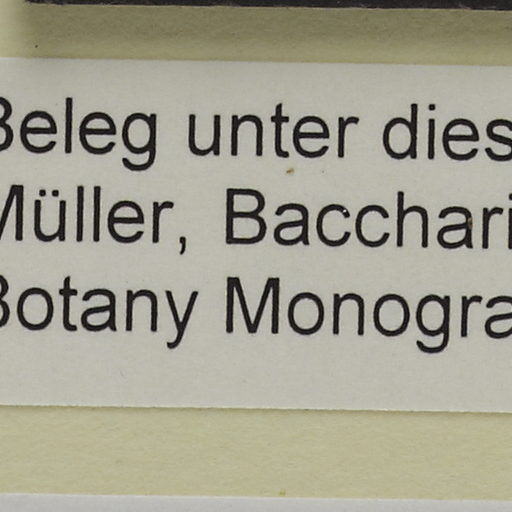 Beleg unter dies
Müller, Bacchari
Botany Monogra